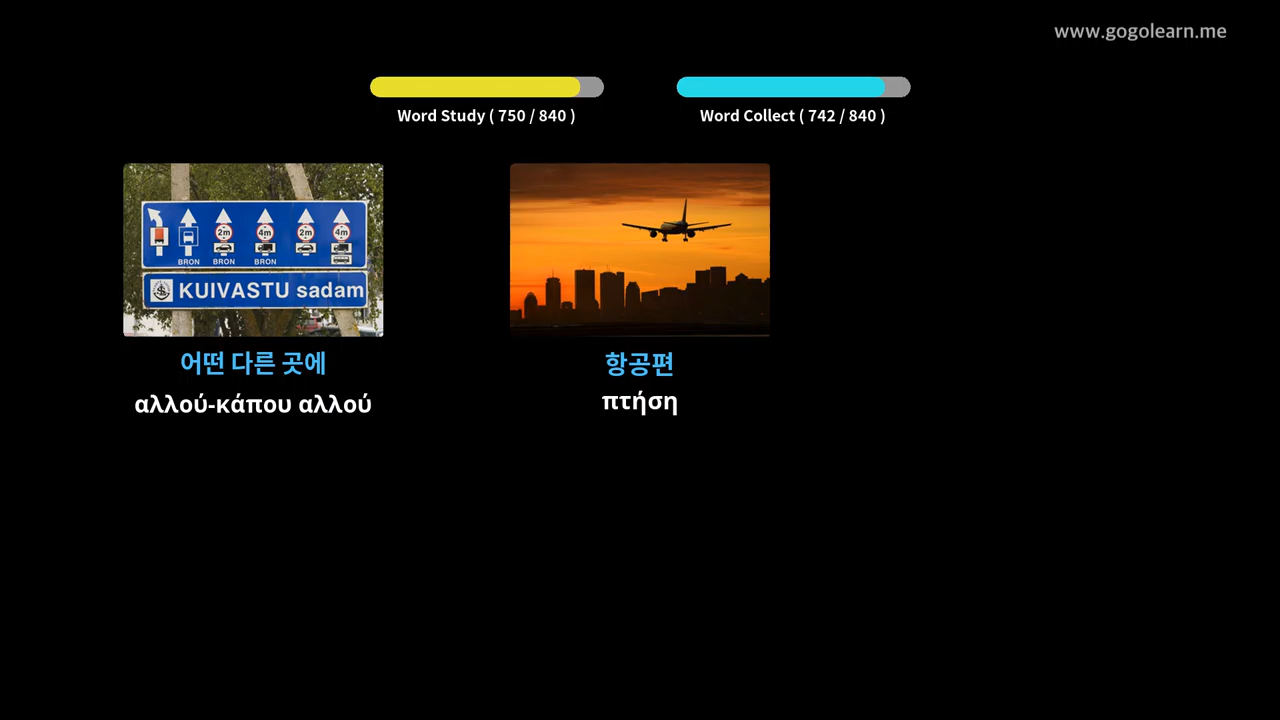 www.gogolearn.me
Word Study ( 750 / 840 )
Word Collect ( 742 / 840 )
2m
4m
2m
4m
BRON
BRON
BRON
KUIVASTU sadam
어떤 다른 곳에
항공편
αλλού-κάπου αλλού
πτήση